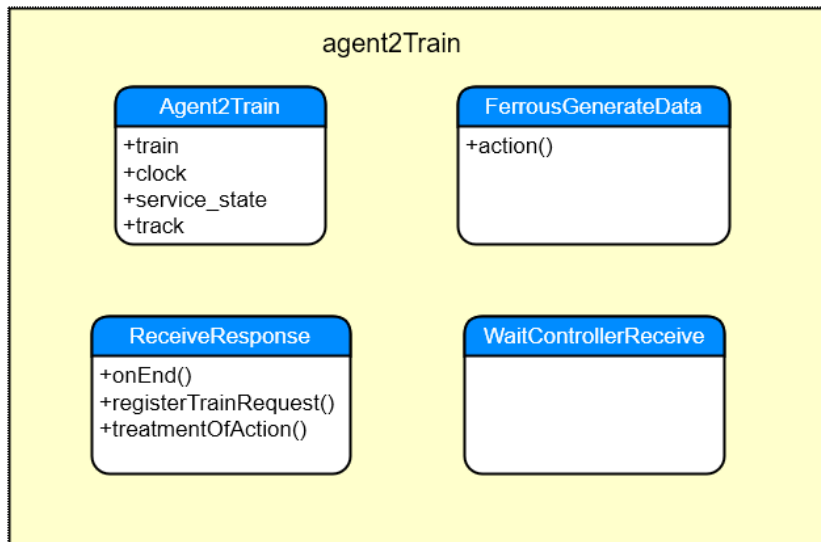 agent2Train
Agent2Train
+train
+clock
+service_state
+track
FerrousGenerateData
+action()
ReceiveResponse
+onEnd()
+registerTrainRequest()
+treatmentOfAction()
WaitControllerReceive